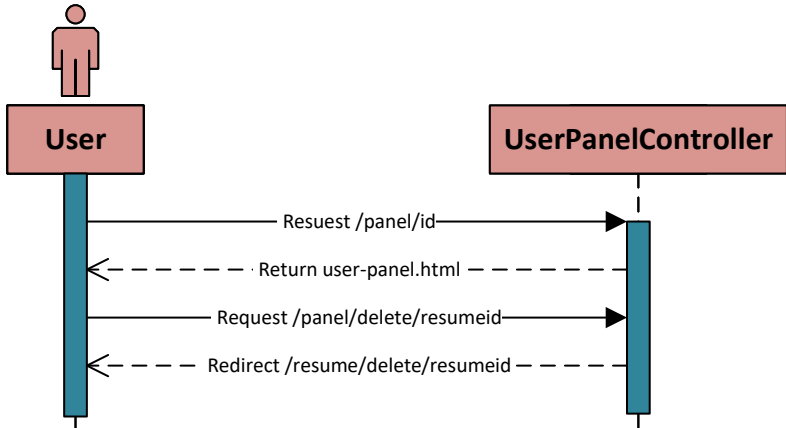 User
UserPanelController
Resuest /panel/id
Return user-panel.html
Request /panel/delete/resumeid
Redirect /resume/delete/resumeid